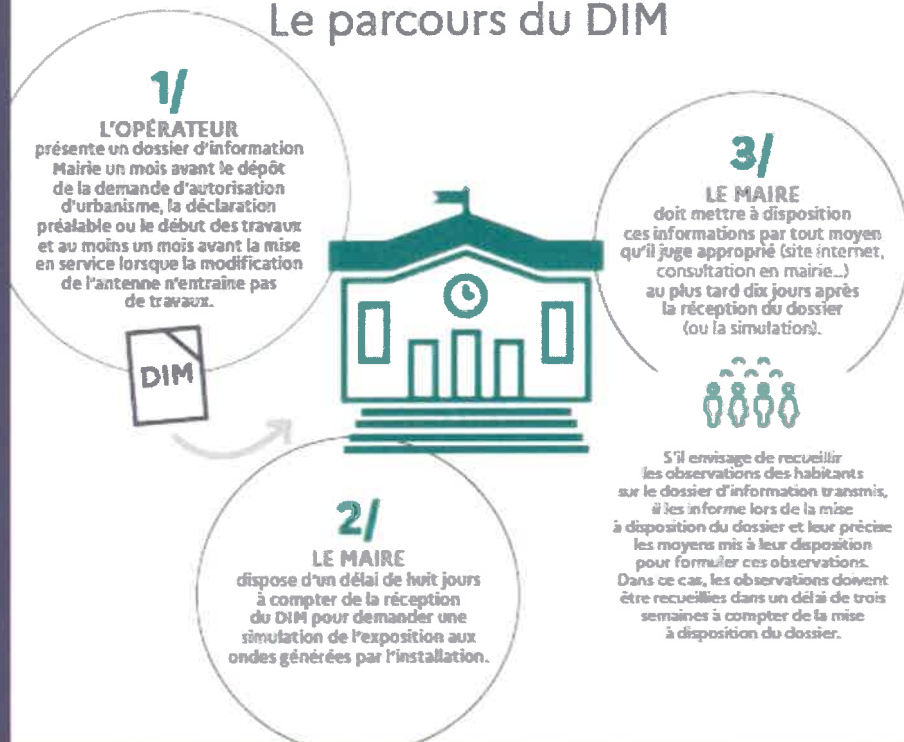 Le parcours du DIM
1/
L'OPÉRATEUR
présente un dossier d'information
Mairie un mois avant le dépôt
de la demande d'autorisation
d'urbanisme, la déclaration
préalable ou le début des travaux
et au moins un mois avant la mise
en service lorsque la modification
de l'antenne n'entraîne pas
de travaux.
DIM
2/
LE MAIRE
dispose d'un délai de huit jours
à compter de la réception
du DIM pour demander une
simulation de l'exposition aux
ondes générées par l'installation.
3/
LE MAIRE
doit mettre à disposition
ces informations par tout moyen
qu'il juge approprié (site internet,
consultation en mairie...)
au plus tard dix jours après
la réception du dossier
(ou la simulation).
S'il envisage de recueillir
les observations des habitants
sur le dossier d'information transmis,
il les informe lors de la mise
à disposition du dossier et leur précise
les moyens mis à leur disposition
pour formuler ces observations.
Dans ce cas, les observations doivent
être recueillies dans un délai de trois
semaines à compter de la mise
à disposition du dossier.